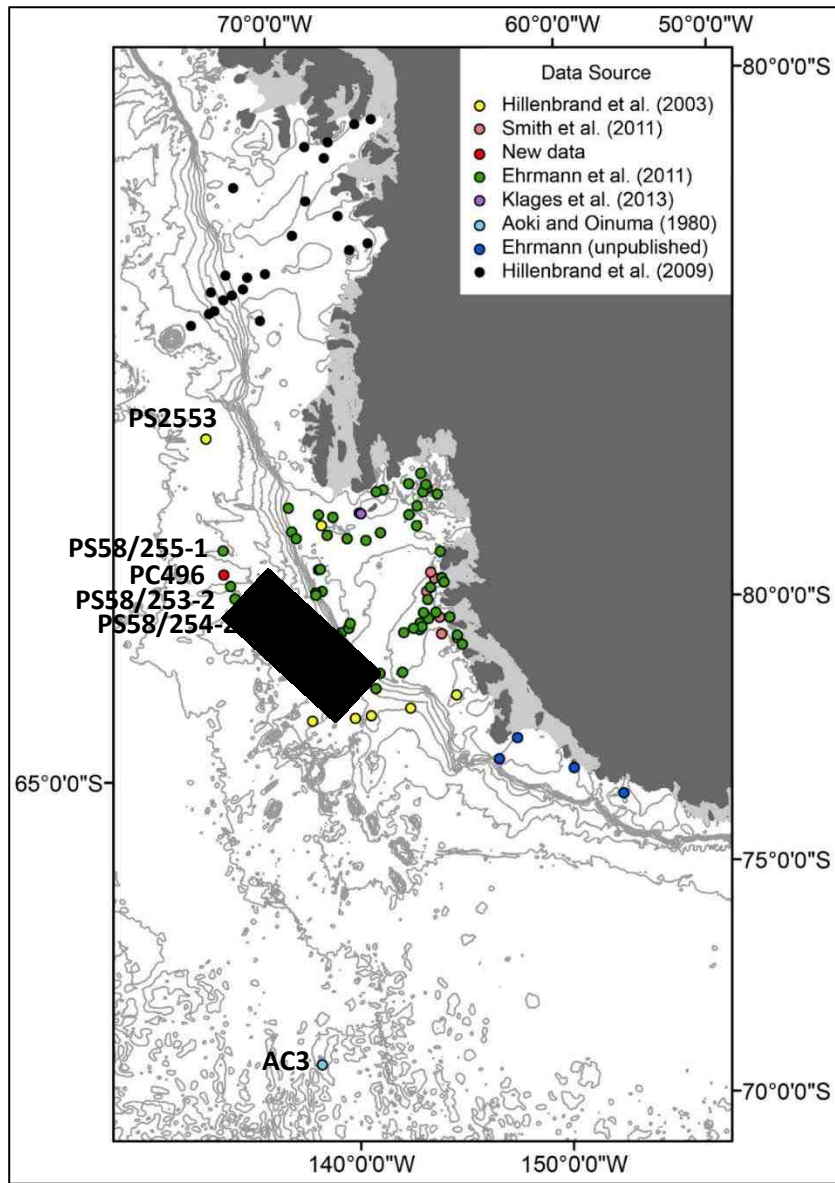 70°0'0"W 60°0'0"W 50°0'0"W
80°0'0"S
Data Source
Hillenbrand et al. (2003)
Smith et al. (2011)
New data
Ehrmann et al. (2011)
Klages et al. (2013)
Aoki and Oinuma (1980)
Ehrmann (unpublished)
Hillenbrand et al. (2009)
PS2553
PS58/255-1
PC496
PS58/253-2
80°0'0"S
PS58/254-2
65°0'0"S
75°0'0"S
AC3
70°0'0"S
140°0'0"W 150°0'0"W